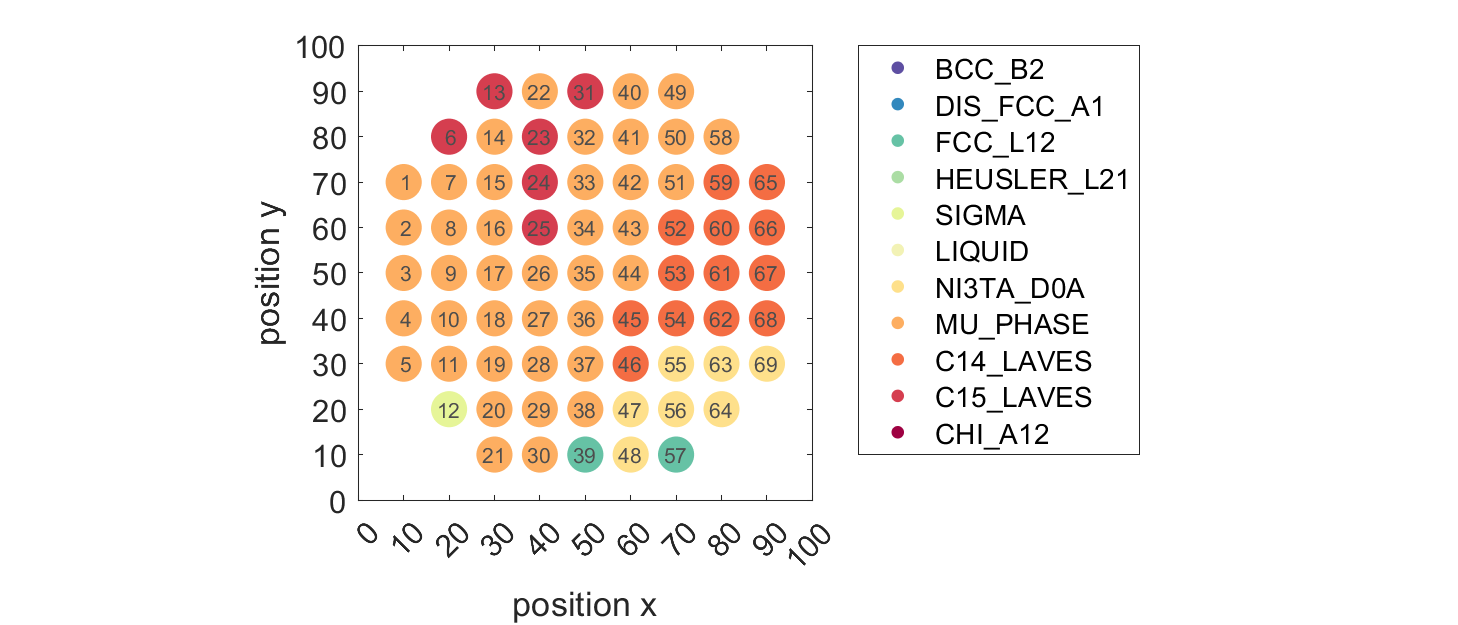 100
90
80
70
60
50
40
30
20
10
0
position y
13 22 31 40 49
6 14 23 32 41 50 58
1 7 15 24 33 42 51 59 65
2 8 16 25 34 43 52 60 66
3 9 17 26 35 44 53 61 67
4 10 18 27 36 45 54 62 68
5 11 19 28 37 46 55 63 69
12 20 29 38 47 56 64
21 30 39 48 57
0 10 20 30 40 50 60 70 80 90 100
position x
BCC_B2
DIS_FCC_A1
FCC_L12
HEUSLER_L21
SIGMA
LIQUID
NI3TA_D0A
MU_PHASE
C14_LAVES
C15_LAVES
CHI_A12